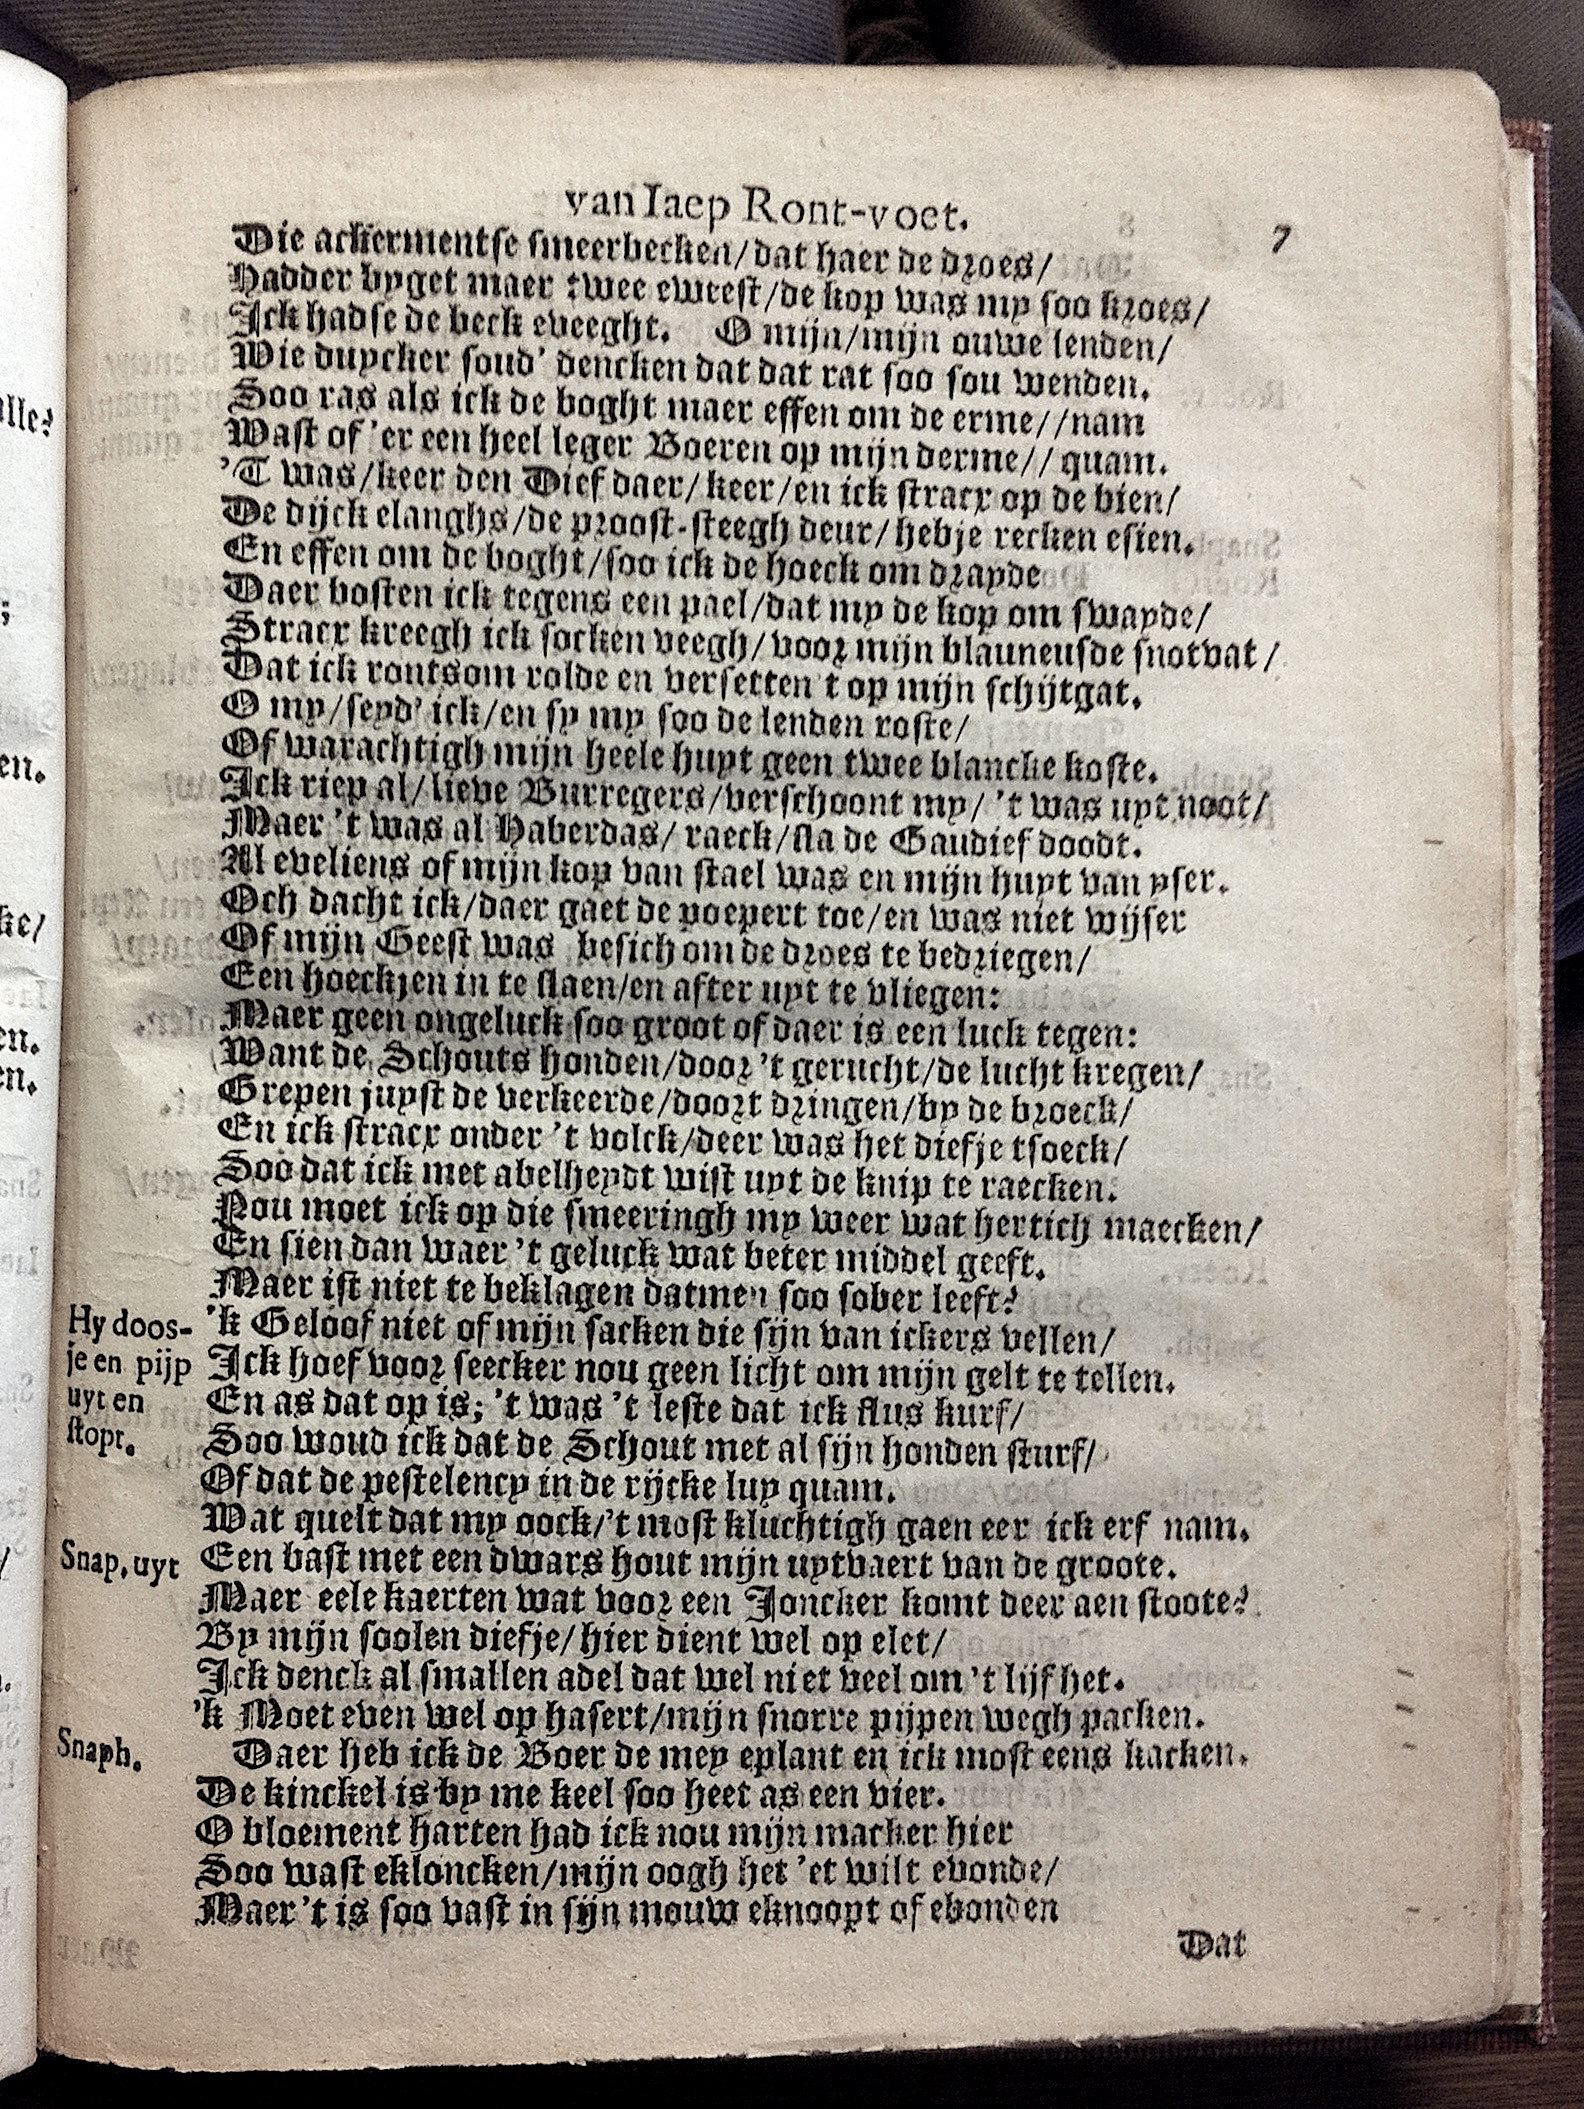 van Iaep Ront-voet. 7
Die ackermentse smeerbecken/dat haer de droes/
Hadder byget maer twee eweest/de kop was my soo kroes/
Ick hadse de beck eveeght. O mijn/mijn ouwe lenden/
Wie duycker soud' dencken dat dat rat soo sou wenden.
Soo ras als ick de boght maer effen om de erme//nam
Wast of 'er een heel leger Boeren op mijn derme// quam.
'T was/keer den Dief daer/ keer/en ick stracx op de bien/
De dijck elanghs/de proost-steegh deur/ hebje recken esien.
En effen om de boght/soo ick de hoeck om drayde
Daer bosten ick tegens een pael/dat my de kop om swayde/
Stracx kreegh ick socken veegh/ voor mijn blauneusde snotvat/
Dat ick rontsom rolde en versetten 't op mijn schijtgat.
O my/seyd' ick/en sy my soo de lenden roste/
Of warachtigh mijn heele huyt geen twee blancke koste.
Ick riep al/ lieve Burregers/verschoont my/ 't was uyt noot/
Maer 't was al Haberdas/ raeck/sla de Gaudief doodt.
Al eveliens of mijn kop van stael was en mijn huyt van yser.
Och dacht ick/daer gaet de poepert toe/en was niet wijser
Of mijn Geest was besich om de droes te bedriegen/
Een hoeckjen in te slaen/en after uyt te vliegen:
Maer geen ongeluck soo groot of daer is een luck tegen:
Want de Schouts honden/door 't gerucht/de lucht kregen/
Grepen juyst de verkeerde/doort dringen/by de broeck/
En ick stracx onder 't volck/deer was het diefje tsoeck/
Soo dat ick met abelheydt wist uyt de knip te raecken.
Nou moet ick op die smeeringh my weer wat hertich maecken/
En sien dan waer 't geluck wat beter middel geeft.
Maer ist niet te beklagen datmen soo sober leeft?
Hy doos- 'k Geloof niet of mijn sacken die sijn van ickers vellen/
je en pijp Ick hoef voor seecker nou geen licht om mijn gelt te tellen.
uyt en En as dat op is; 't was 't leste dat ick flus kurf/
stopt. Soo woud ick dat de Schout met al sijn honden sturf/
Of dat de pestelency in de rijcke luy quam.
Wat quelt dat my oock/'t most kluchtigh gaen eer ick erf nam.
Snap, uyt Een bast met een dwars hout mijn uytvaert van de groote.
Maer eele kaerten wat voor een Joncker komt deer aen stoote?
By mijn soolen diefje/ hier dient wel op elet/
Ick denck al smallen adel dat wel niet veel om 't lijf het.
'k Moet even wel op hasert/mijn snorre pijpen wegh packen.
Snaph. Daer heb ick de Boer de mey eplant en ick most eens kacken.
De kinckel is by me keel soo heet as een vier.
O bloement harten had ick nou mijn macker hier
Soo wast ekloncken/mijn oogh het 'et wilt evonde/
Maer 't is soo vast in sijn mouw eknoopt of ebonden
Dat